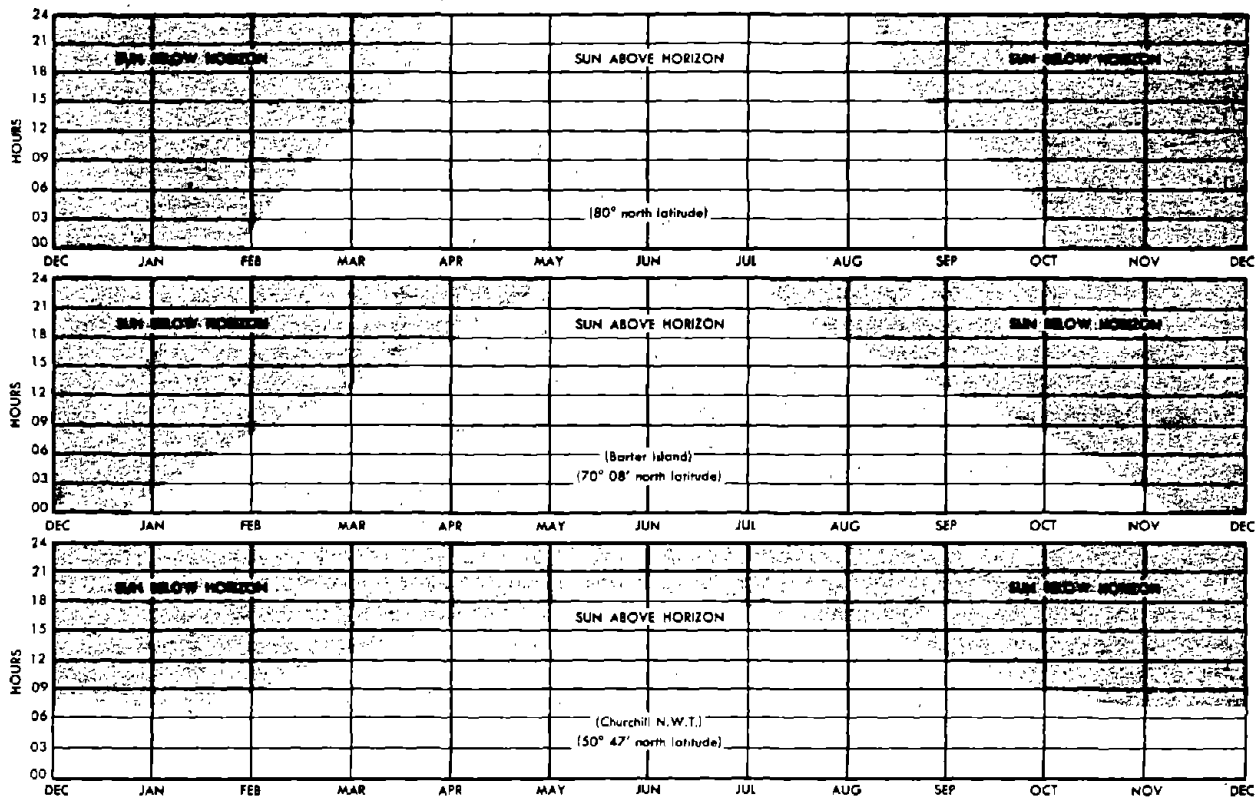 24
21
SUN BELOW HORIZON SUN ABOVE HORIZON SUN BELOW HORIZON
18
15
12
HOURS
09
06
03 (80° north latitude)
00
DEC JAN FEB MAR APR MAY JUN JUL AUG SEP OCT NOV DEC
24
21
SUN BELOW HORIZON SUN ABOVE HORIZON SUN BELOW HORIZON
18
15
12
HOURS
09
06
(Barter Island)
03 (70° 08' north latitude)
00
DEC JAN FEB MAR APR MAY JUN JUL AUG SEP OCT NOV DEC
24
21
SUN BELOW HORIZON SUN BELOW HORIZON
18
SUN ABOVE HORIZON
15
12
HOURS
09
06
(Churchill N.W.T.)
03 (50° 47' north latitude)
00
DEC JAN FEB MAR APR MAY JUN JUL AUG SEP OCT NOV DEC